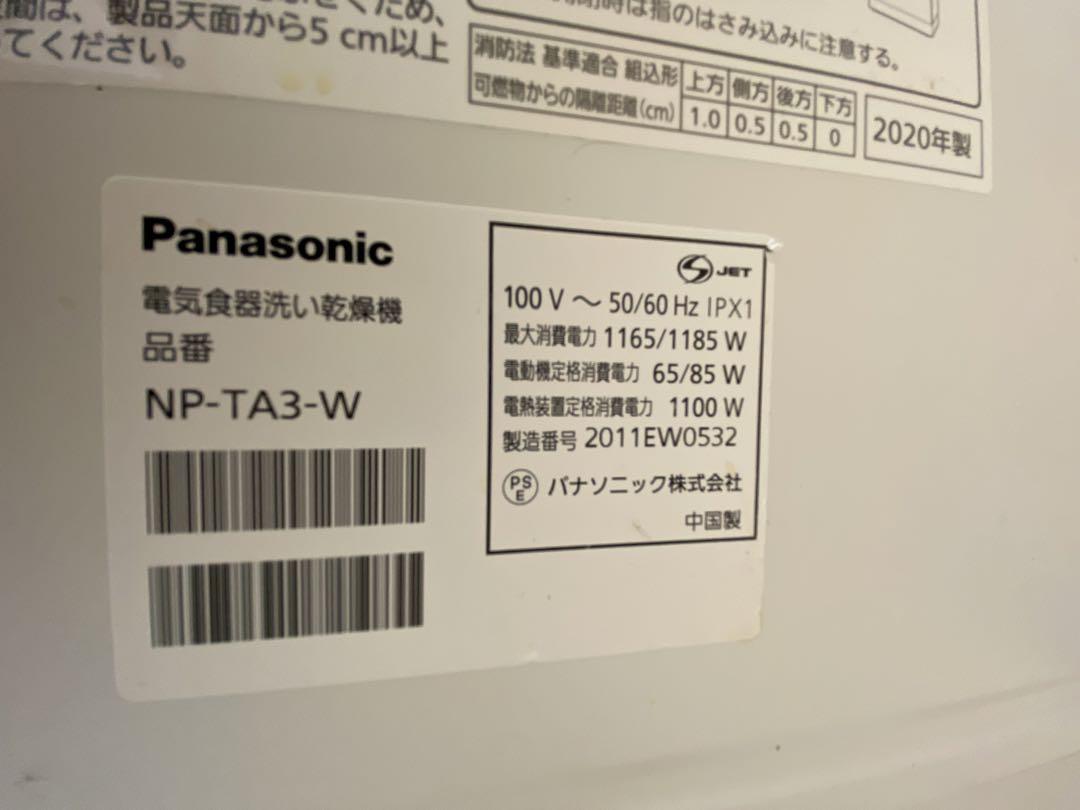 製品天面から5 cm以上
てください。
時は指のはさみ込みに注意する。
消防法 基準適合 組込形
可燃物からの隔離距離(cm)
上方 側方 後方 下方
1.0 0.5 0.5 0
2020年製
Panasonic
電気食器洗い乾燥機
品番
NP-TA3-W
JET
100 V ～ 50/60 Hz IPX1
最大消費電力 1165/1185 W
電動機定格消費電力 65/85 W
電熱装置定格消費電力 1100 W
製造番号 2011EW0532
PSE パナソニック株式会社
中国製